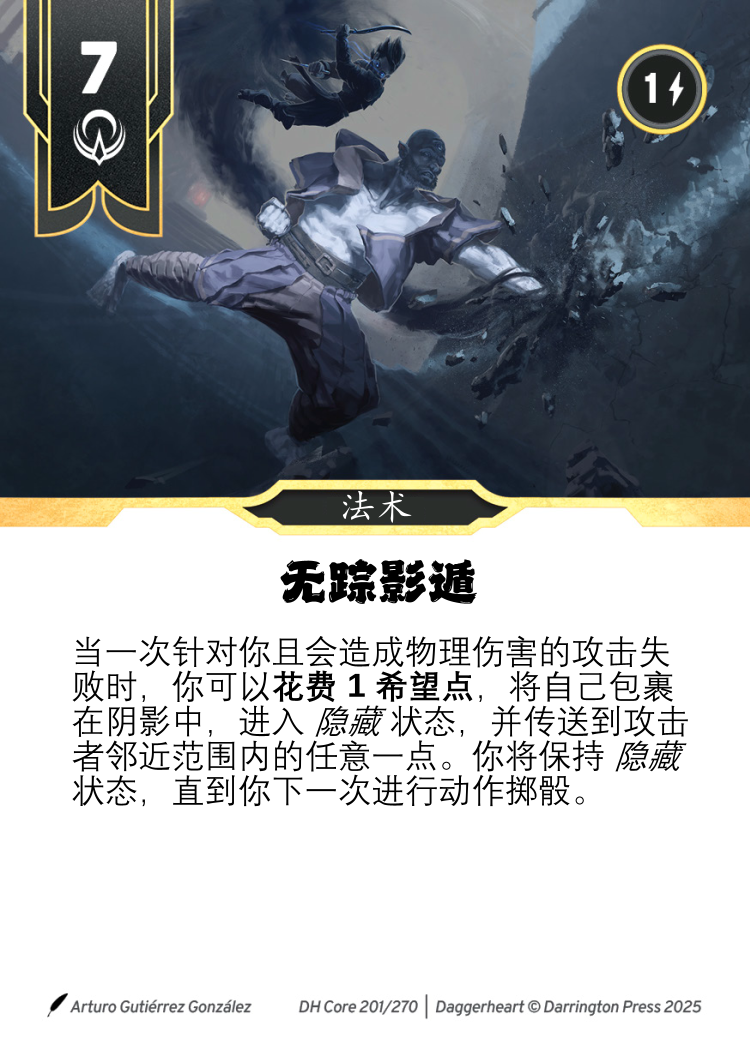 7
1
法术
无踪影遁
当一次针对你且会造成物理伤害的攻击失
败时，你可以花费 1 希望点，将自己包裹
在阴影中，进入 隐藏 状态，并传送到攻击
者邻近范围内的任意一点。你将保持 隐藏
状态，直到你下一次进行动作掷骰。
Arturo Gutiérrez González
DH Core 201/270 | Daggerheart © Darrington Press 2025